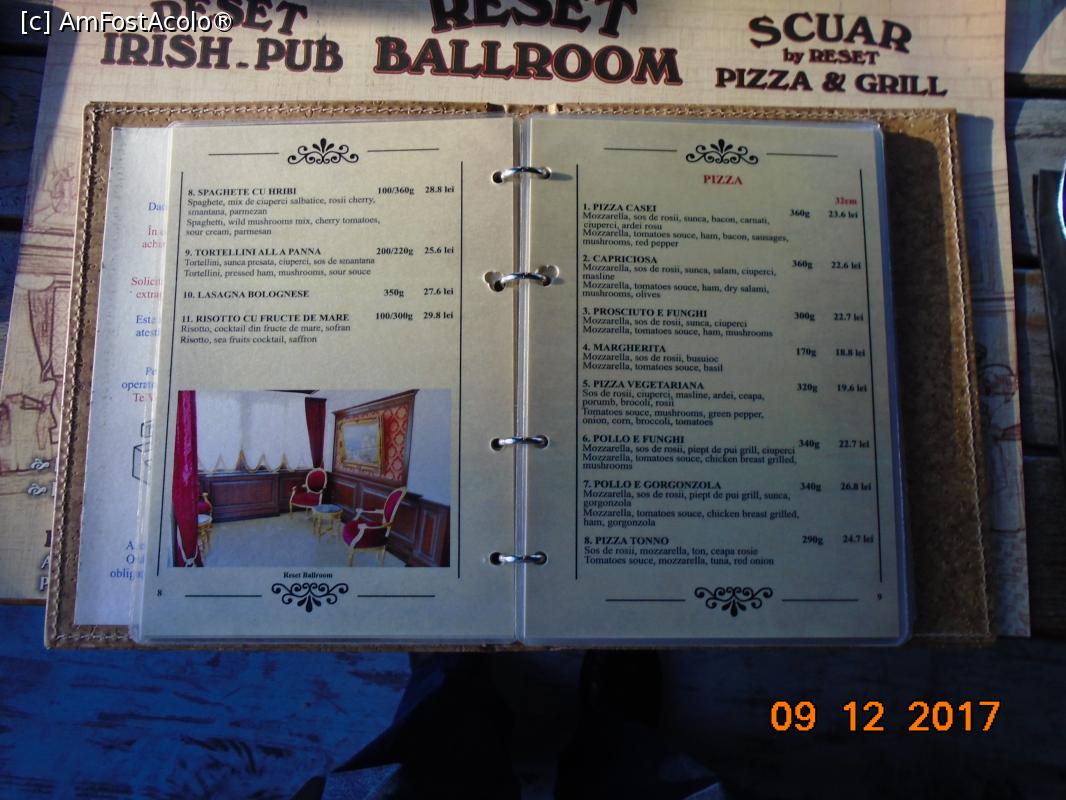 [c] AmFostAcolo®
RESET
IRISH-PUB
RESET
BALLROOM
SCUAR
by RESET
PIZZA & GRILL
8. SPAGHETE CU HRIBI 100/360g 28.8 lei
Spaghete, mix de ciuperci salbatice, rosii cherry,
smantana, parmezan
Spaghetti, wild mushrooms mix, cherry tomatoes,
sour cream, parmesan
9. TORTELLINI ALLA PANNA 200/220g 25.6 lei
Tortellini, sunca presata, ciuperci, sos de smantana
Tortellini, pressed ham, mushrooms, sour souce
10. LASAGNA BOLOGNESE 350g 27.6 lei
11. RISOTTO CU FRUCTE DE MARE 100/300g 29.8 lei
Risotto, cocktail din fructe de mare, sofran
Risotto, sea fruits cocktail, saffron
Reset Ballroom
8
PIZZA
32cm
1. PIZZA CASEI 360g 23.6 lei
Mozzarella, sos de rosii, sunca, bacon, carnati,
ciuperci, ardei rosu
Mozzarella, tomatoes souce, ham, bacon, sausages,
mushrooms, red pepper
2. CAPRICIOSA 360g 22.6 lei
Mozzarella, sos de rosii, sunca, salam, ciuperci,
masline
Mozzarella, tomatoes souce, ham, dry salami,
mushrooms, olives
3. PROSCIUTO E FUNGHI 300g 22.7 lei
Mozzarella, sos de rosii, sunca, ciuperci
Mozzarella, tomatoes souce, ham, mushrooms
4. MARGHERITA 170g 18.8 lei
Mozzarella, sos de rosii, busuioc
Mozzarella, tomatoes souce, basil
5. PIZZA VEGETARIANA 320g 19.6 lei
Sos de rosii, ciuperci, masline, ardei, ceapa,
porumb, brocoli, rosii
Tomatoes souce, mushrooms, green pepper,
onion, corn, broccoli, tomatoes
6. POLLO E FUNGHI 340g 22.7 lei
Mozzarella, sos de rosii, piept de pui grill, ciuperci
Mozzarella, tomatoes souce, chicken breast grilled,
mushrooms
7. POLLO E GORGONZOLA 340g 26.8 lei
Mozzarella, sos de rosii, piept de pui grill, sunca,
gorgonzola
Mozzarella, tomatoes souce, chicken breast grilled,
ham, gorgonzola
8. PIZZA TONNO 290g 24.7 lei
Sos de rosii, mozzarella, ton, ceapa rosie
Tomatoes souce, mozzarella, tuna, red onion
9
09 12 2017